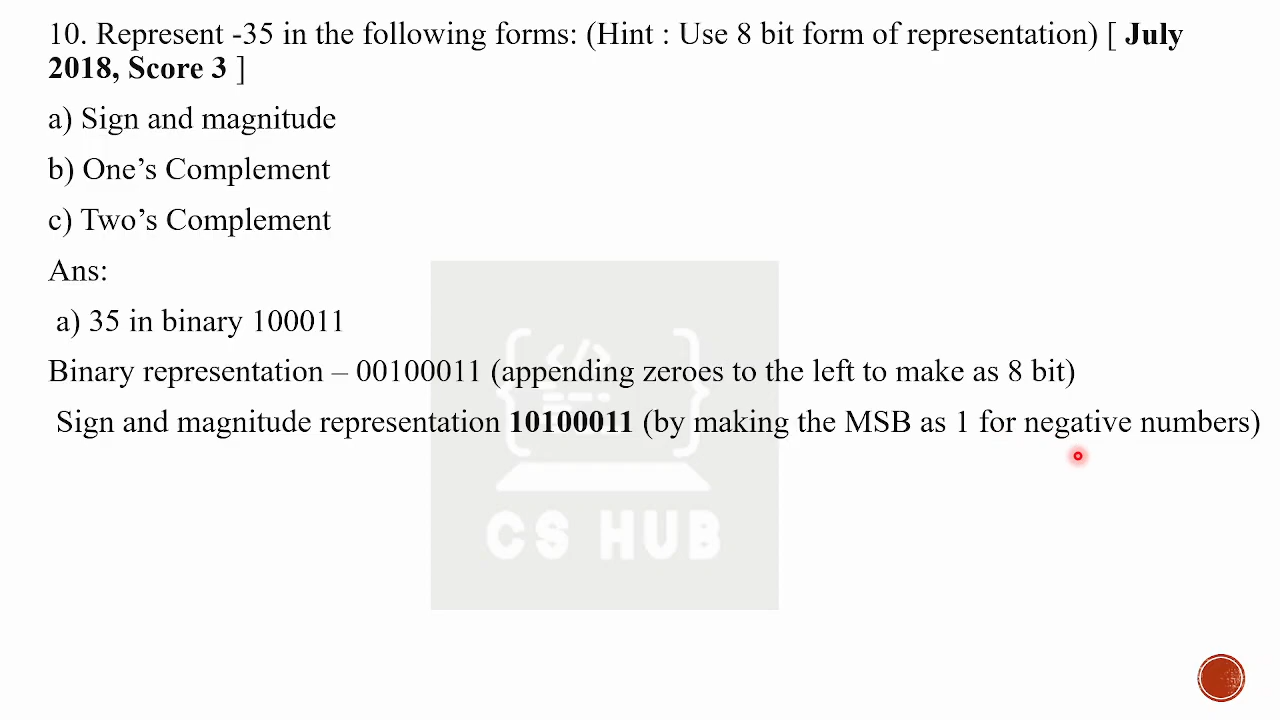 10. Represent -35 in the following forms: (Hint : Use 8 bit form of representation) [ July
2018, Score 3 ]
a) Sign and magnitude
b) One’s Complement
c) Two’s Complement
Ans:
a) 35 in binary 100011
Binary representation – 00100011 (appending zeroes to the left to make as 8 bit)
Sign and magnitude representation 10100011 (by making the MSB as 1 for negative numbers)
CS HUB